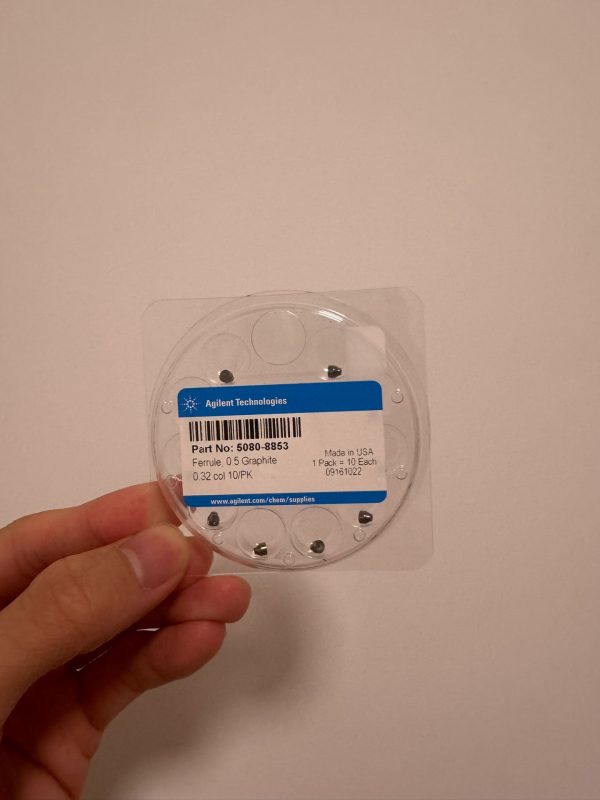 Agilent Technologies
Part No: 5080-8853
Ferrule, 0.5 Graphite
0.32 col 10/PK
Made in USA
1 Pack = 10 Each
09161022
www.agilent.com/chem/supplies